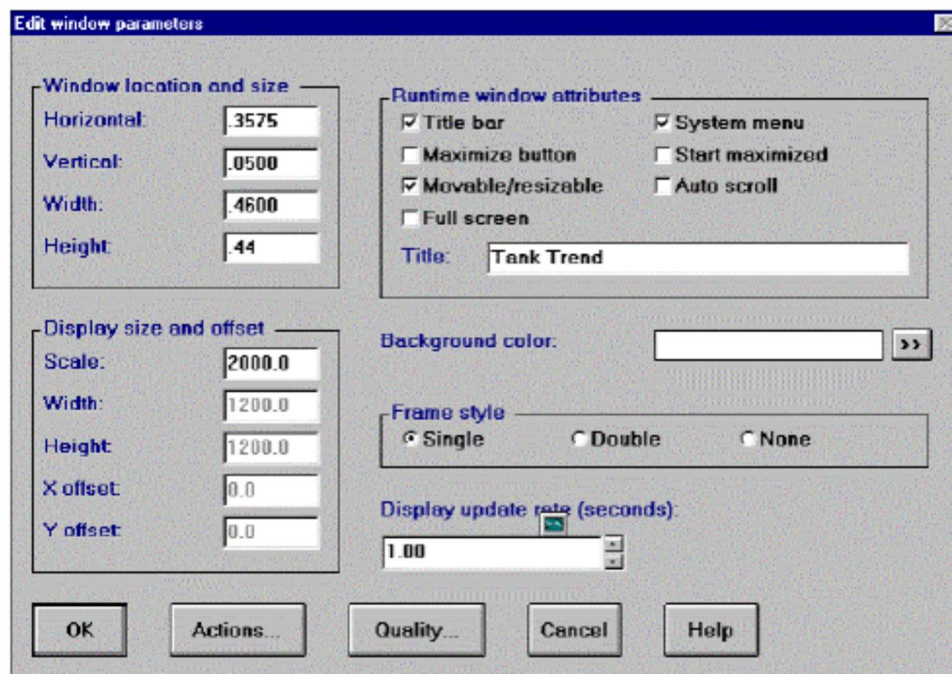 Edit window parameters
Window location and size
Horizontal: .3575
Vertical: .0500
Width: .4600
Height: .44
Runtime window attributes
Title bar
System menu
Maximize button
Start maximized
Movable/resizable
Auto scroll
Full screen
Title: Tank Trend
Display size and offset
Scale: 2000.0
Width: 1200.0
Height: 1200.0
X offset: 0.0
Y offset: 0.0
Background color: >>
Frame style
Single Double None
Display update rate (seconds):
1.00
OK Actions... Quality... Cancel Help